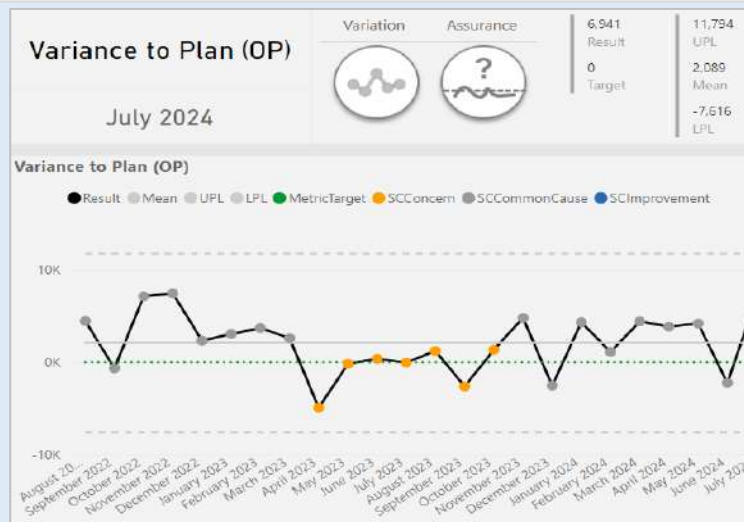 Variance to Plan (OP)
July 2024
Variation
Assurance
?
6,941
Result
0
Target
11,794
UPL
2,089
Mean
-7,616
LPL
Variance to Plan (OP)
Result Mean UPL LPL MetricTarget SCConcern SCCommonCause SCImprovement
10K
0K
-10K
August 20...
September 2022
October 2022
November 2022
December 2022
January 2023
February 2023
March 2023
April 2023
May 2023
June 2023
July 2023
August 2023
September 2023
October 2023
November 2023
December 2023
January 2024
February 2024
March 2024
April 2024
May 2024
June 2024
July 202